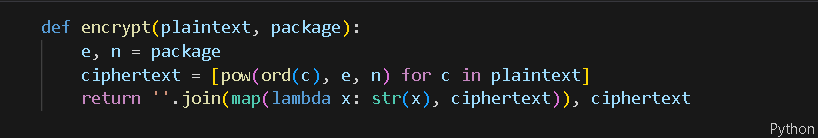 def encrypt(plaintext, package):
    e, n = package
    ciphertext = [pow(ord(c), e, n) for c in plaintext]
    return ''.join(map(lambda x: str(x), ciphertext)), ciphertext
Python